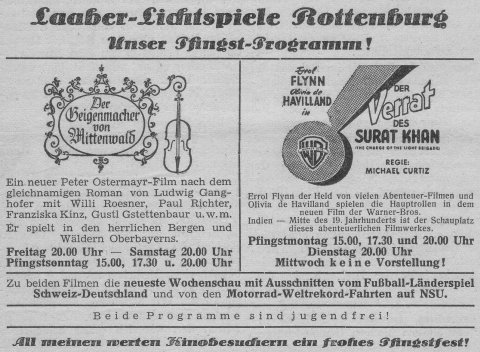 Laaber-Lichtspiele Rottenburg
Unser Pfingst-Programm!
Der
Geigenmacher
von
Mittenwald
Ein neuer Peter Ostermayr-Film nach dem
gleichnamigen Roman von Ludwig Gang-
hofer mit Willi Roesner, Paul Richter,
Franziska Kinz, Gustl Gstettenbaur u.w.m.
Er spielt in den herrlichen Bergen und
Wäldern Oberbayerns.
Freitag 20.00 Uhr — Samstag 20.00 Uhr
Pfingstsonntag 15.00, 17.30 u. 20.00 Uhr
Errol
FLYNN
Olivia de
HAVILLAND
in
DER
Verrat
DES
SURAT KHAN
(THE CHARGE OF THE LIGHT BRIGADE)
REGIE:
MICHAEL CURTIZ
WB
Errol Flynn der Held von vielen Abenteuer-Filmen und
Olivia de Havilland spielen die Hauptrollen in dem
neuen Film der Warner-Bros.
Indien — Mitte des 19. Jahrhunderts ist der Schauplatz
dieses abenteuerlichen Filmwerkes.
Pfingstmontag 15.00, 17.30 und 20.00 Uhr
Dienstag 20.00 Uhr
Mittwoch keine Vorstellung!
Zu beiden Filmen die neueste Wochenschau mit Ausschnitten vom Fußball-Länderspiel
Schweiz-Deutschland und von den Motorrad-Weltrekord-Fahrten auf NSU.
Beide Programme sind jugendfrei!
All meinen werten Kinobesuchern ein frohes Pfingstfest!